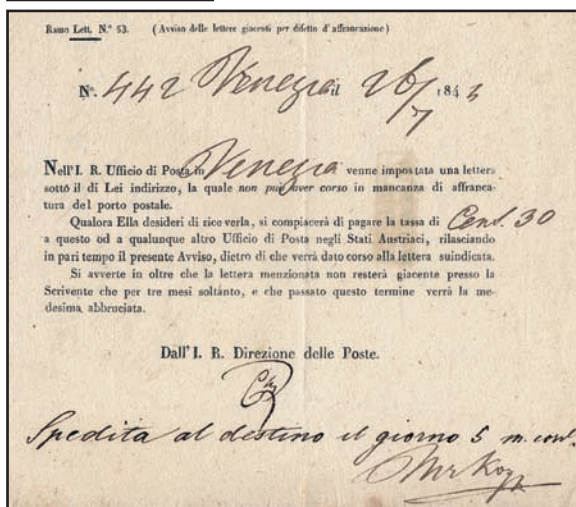 Ramo Lett. N.º 53. (Avviso delle lettere giacenti per difetto d'affrancazione)
Nº. 442 Venezia il 26/7 1843
Nell' I. R. Ufficio di Posta in Venezia venne impostata una lettera
sotto il di Lei indirizzo, la quale non può aver corso in mancanza di affranca-
tura del porto postale.
Qualora Ella desideri di riceverla, si compiacerà di pagare la tassa di Cent. 30
a questo od a qualunque altro Ufficio di Posta negli Stati Austriaci, rilasciando
in pari tempo il presente Avviso, dietro di che verrà dato corso alla lettera suindicata.
Si avverte in oltre che la lettera menzionata non resterà giacente presso la
Scrivente che per tre mesi soltanto, e che passato questo termine verrà la me-
desima abbruciata.
Dall' I. R. Direzione delle Poste.
Spedita al destino il giorno 5 m. corr.